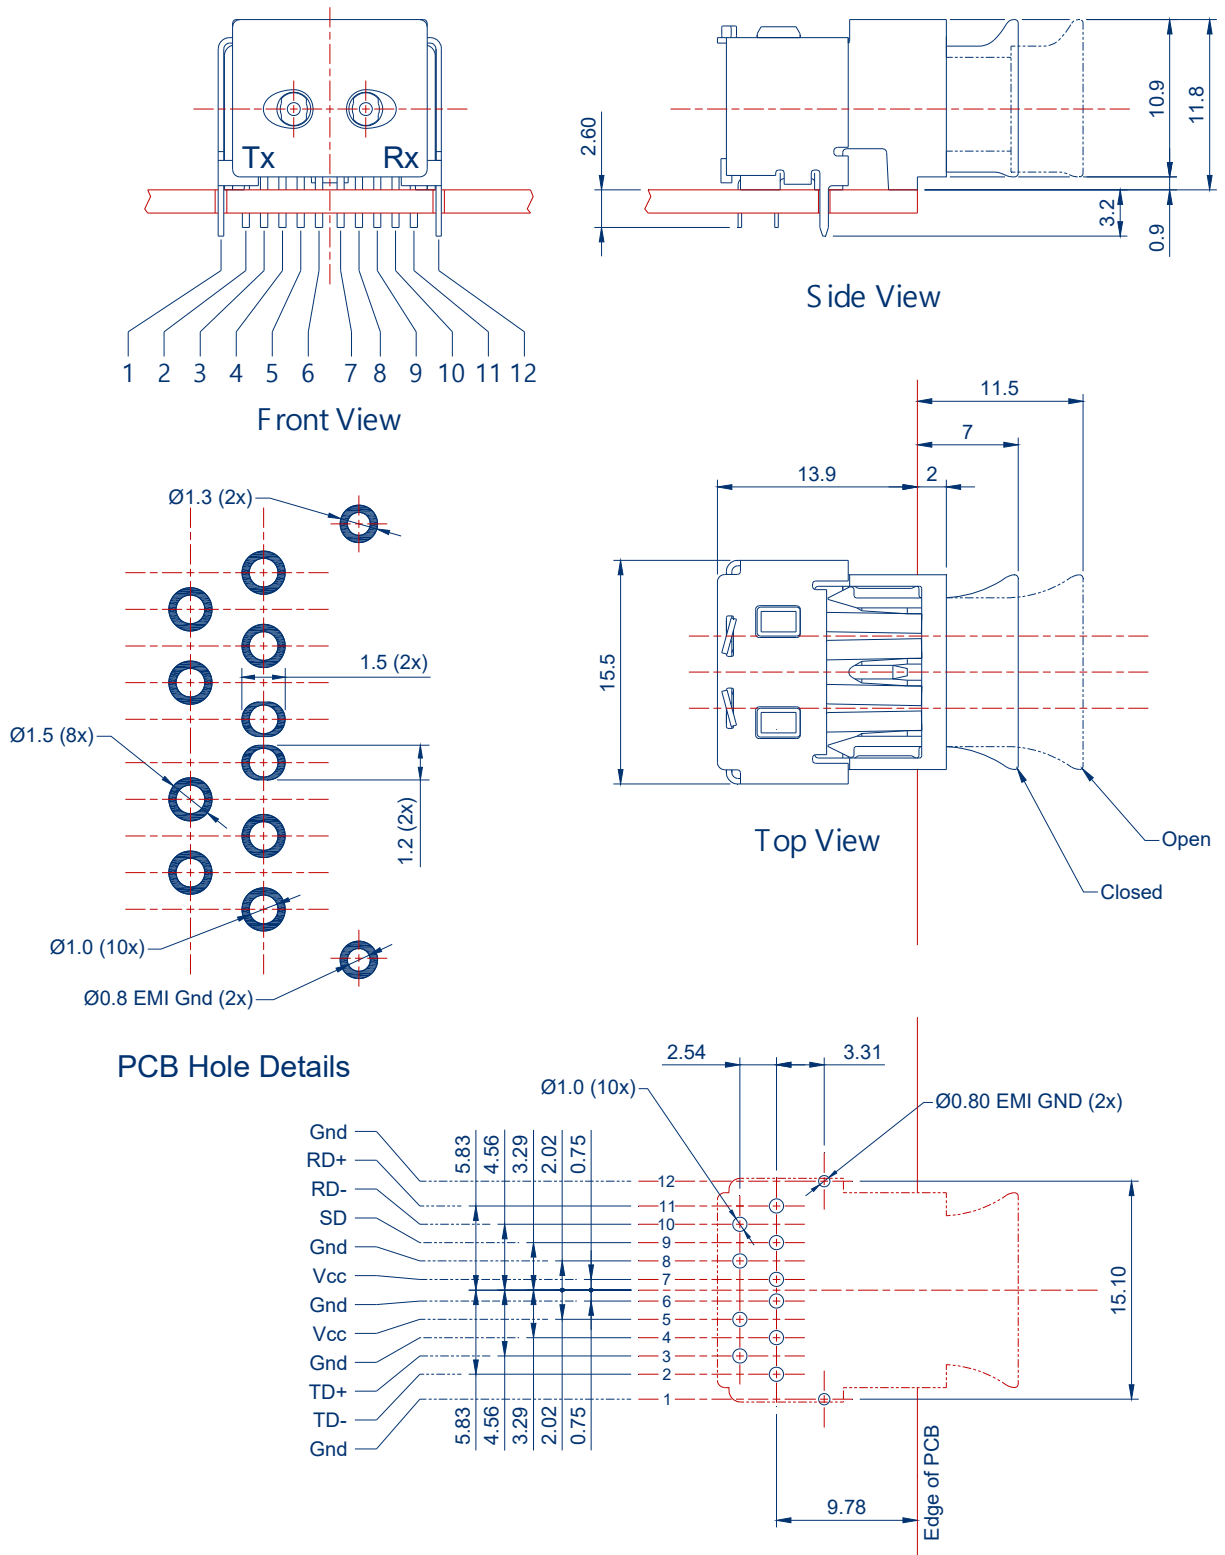 Tx
Rx
1
2
3
4
5
6
7
8
9
10
11
12
Front View
2.60
10.9
11.8
3.2
0.9
Side View
11.5
7
13.9
2
15.5
Top View
Open
Closed
Ø1.3 (2x)
1.5 (2x)
Ø1.5 (8x)
1.2 (2x)
Ø1.0 (10x)
Ø0.8 EMI Gnd (2x)
PCB Hole Details
2.54
3.31
Ø1.0 (10x)
Ø0.80 EMI GND (2x)
Gnd
RD+
RD-
SD
Gnd
Vcc
Gnd
Vcc
Gnd
TD+
TD-
Gnd
5.83
4.56
3.29
2.02
0.75
12
11
10
9
8
7
6
5
4
3
2
1
5.83
4.56
3.29
2.02
0.75
15.10
9.78
Edge of PCB